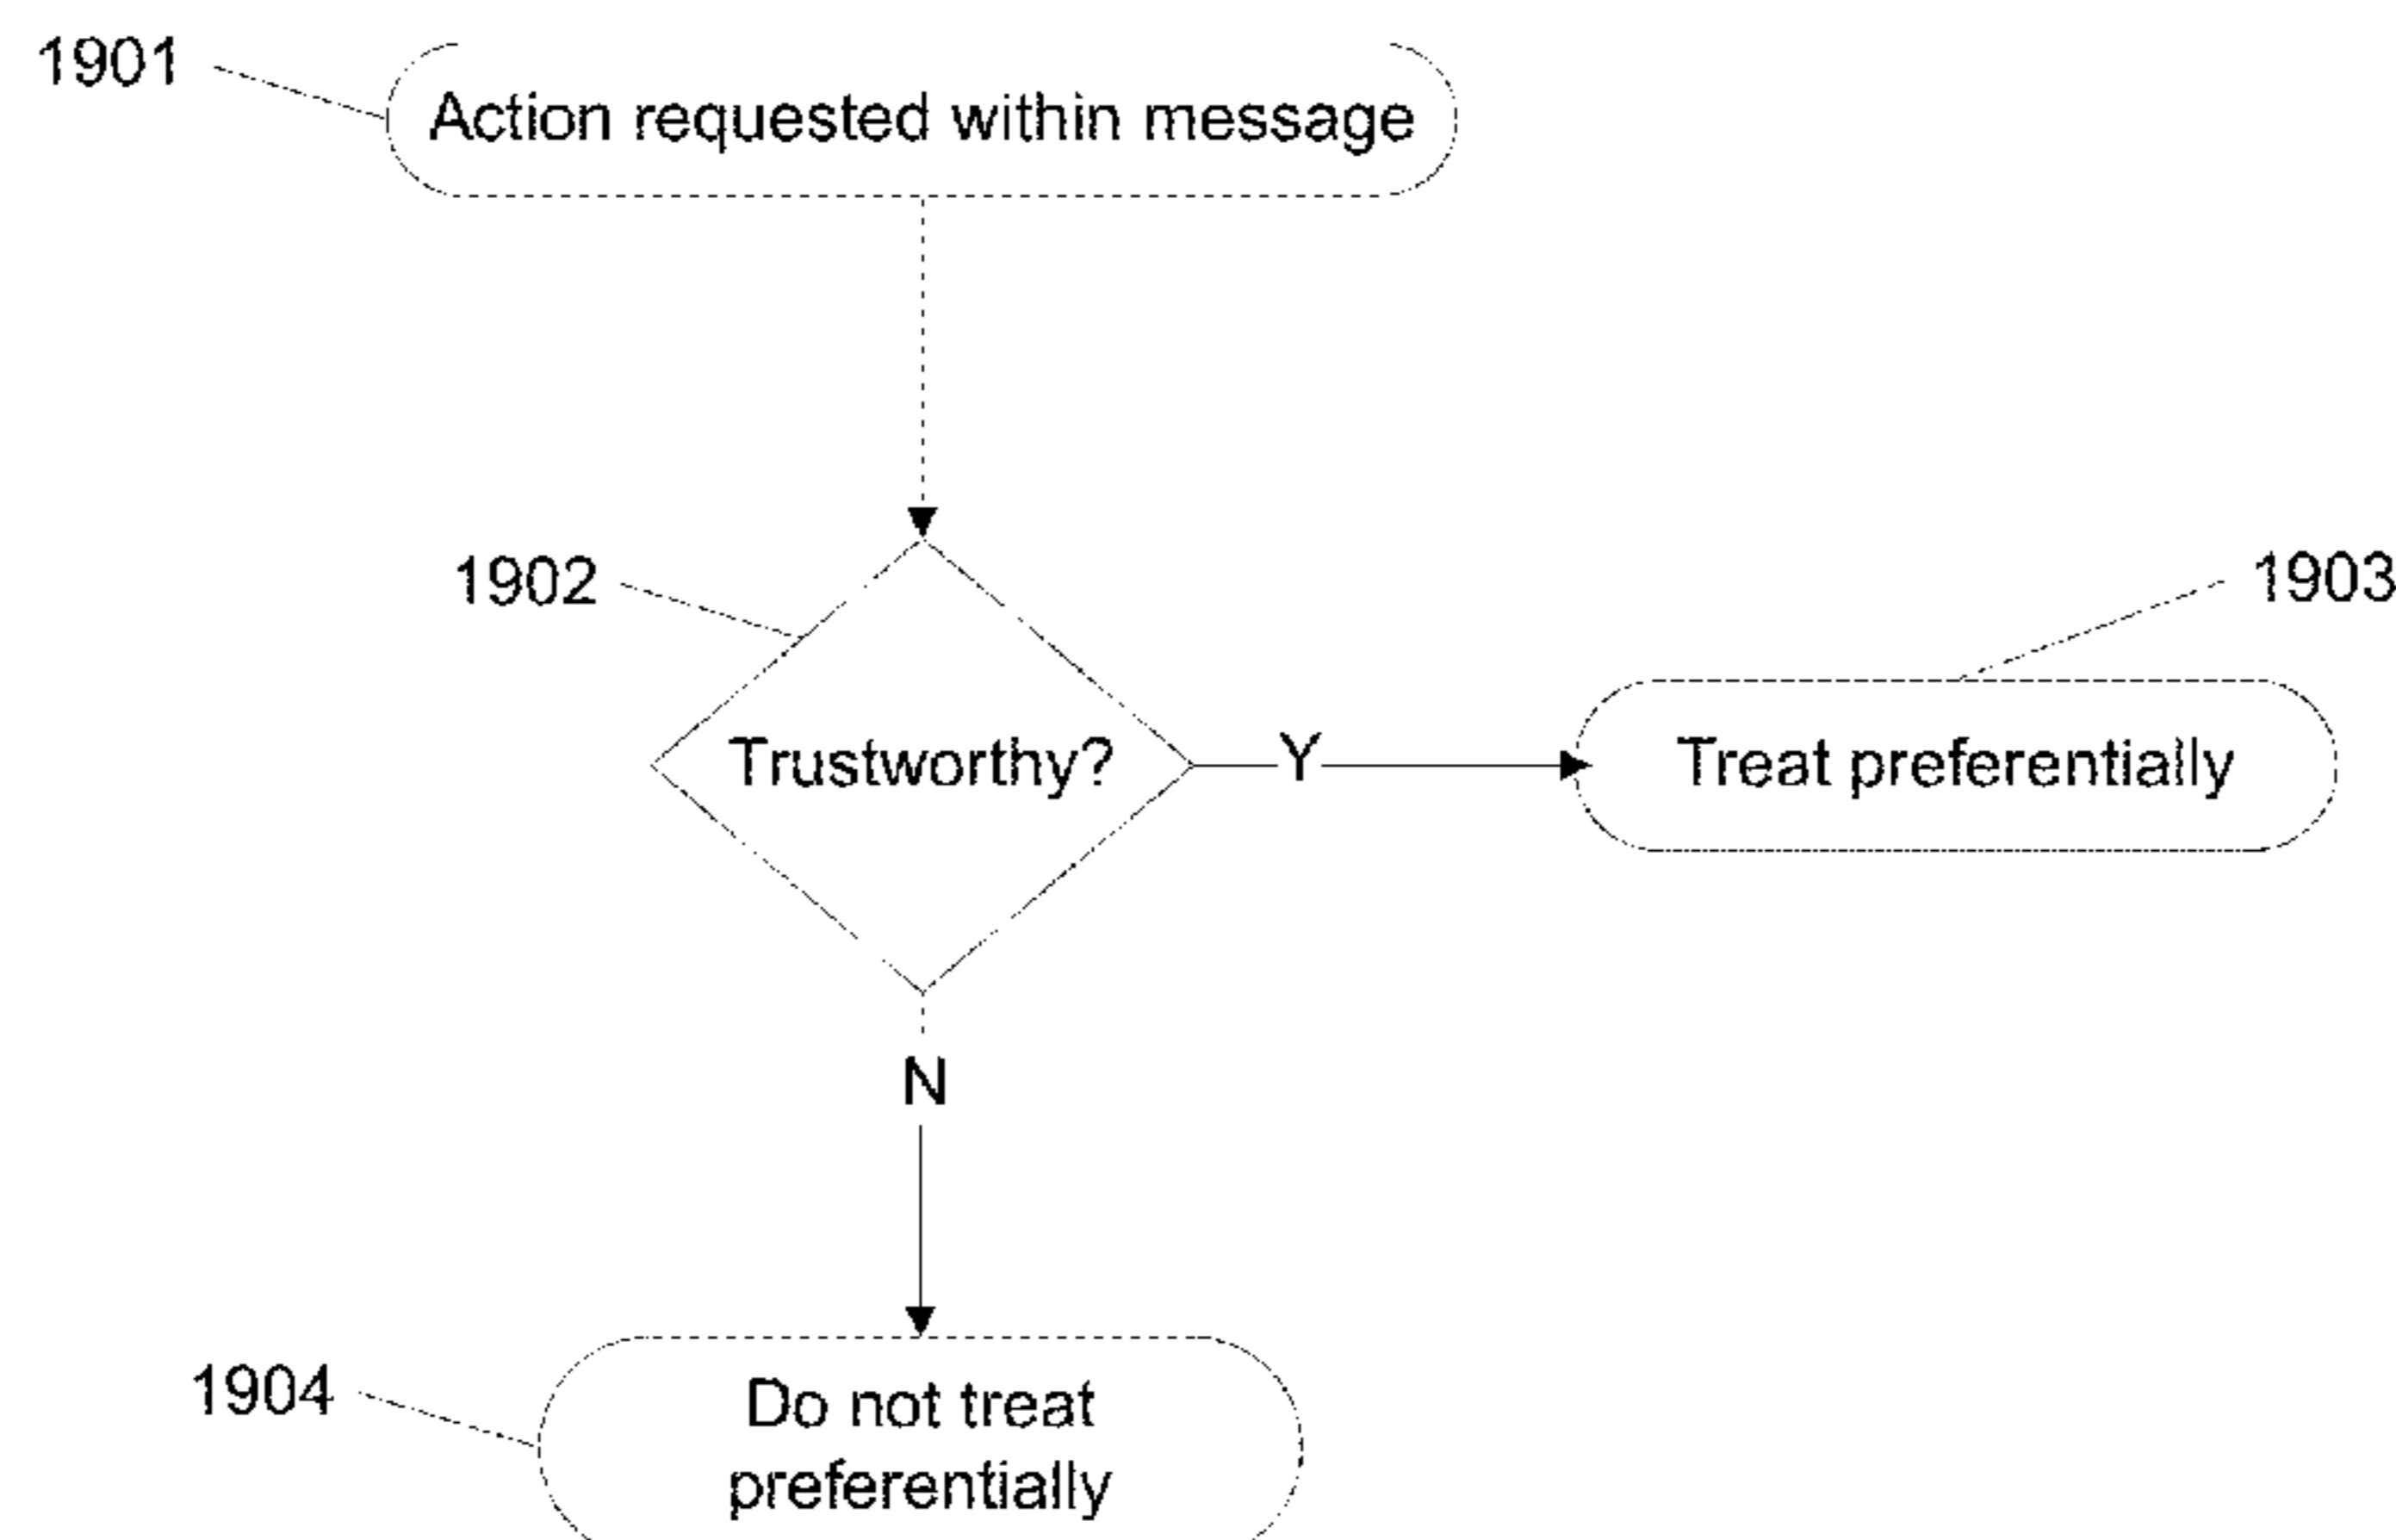 1901
Action requested within message
1902
1903
Trustworthy?
Y
Treat preferentially
N
1904
Do not treat
preferentially